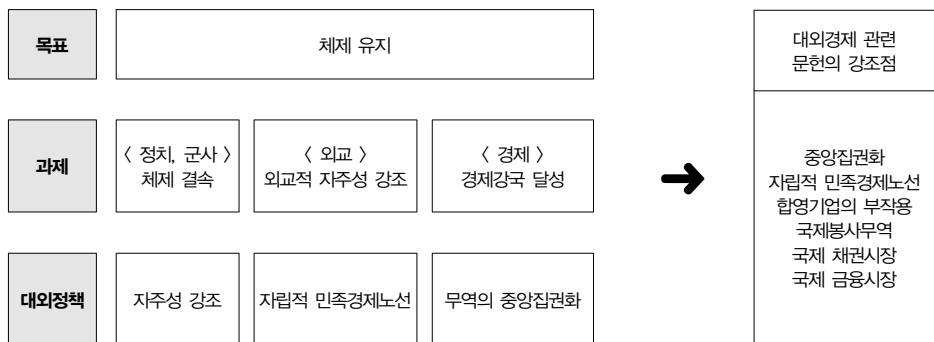 목표
체제 유지
대외경제 관련
문헌의 강조점
과제
< 정치, 군사 >
체제 결속
< 외교 >
외교적 자주성 강조
< 경제 >
경제강국 달성
중앙집권화
자립적 민족경제노선
합영기업의 부작용
국제봉사무역
국제 채권시장
국제 금융시장
대외정책
자주성 강조
자립적 민족경제노선
무역의 중앙집권화